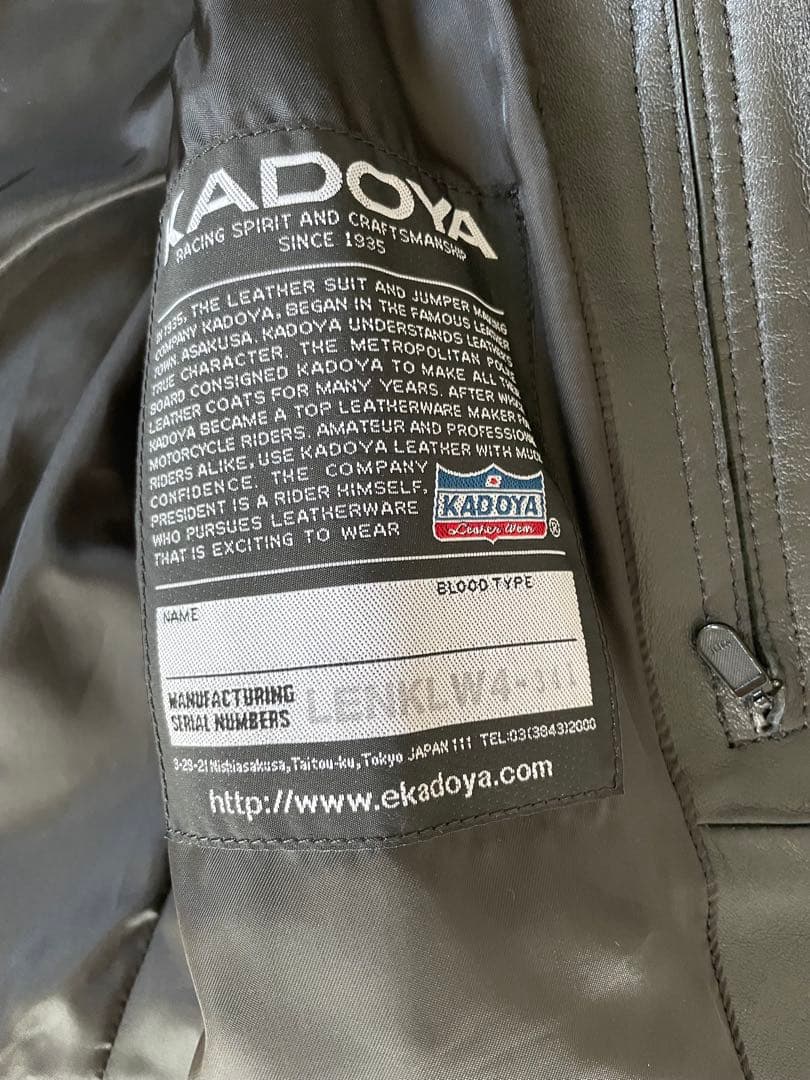 KADOYA
RACING SPIRIT AND CRAFTSMANSHIP
SINCE 1935
IN 1935, THE LEATHER SUIT AND JUMPER MAKING
COMPANY KADOYA, BEGAN IN THE FAMOUS LEATHER
TOWN, ASAKUSA. KADOYA UNDERSTANDS LEATHER'S
TRUE CHARACTER. THE METROPOLITAN POLICE
BOARD CONSIGNED KADOYA TO MAKE ALL
LEATHER COATS FOR MANY YEARS. AFTER WHICH
KADOYA BECAME A TOP LEATHERWARE MAKER FOR
MOTORCYCLE RIDERS. AMATEUR AND PROFESSIONAL
RIDERS ALIKE, USE KADOYA LEATHER WITH MUCH
CONFIDENCE. THE COMPANY
PRESIDENT IS A RIDER HIMSELF,
WHO PURSUES LEATHERWARE
THAT IS EXCITING TO WEAR
KADOYA
Leather Wear ®
BLOOD TYPE
NAME
MANUFACTURING
SERIAL NUMBERS
LENKLW4-
3-29-21 Nishiasakusa, Taitou-ku, Tokyo JAPAN 111 TEL:03(3843)2000
http://www.ekadoya.com